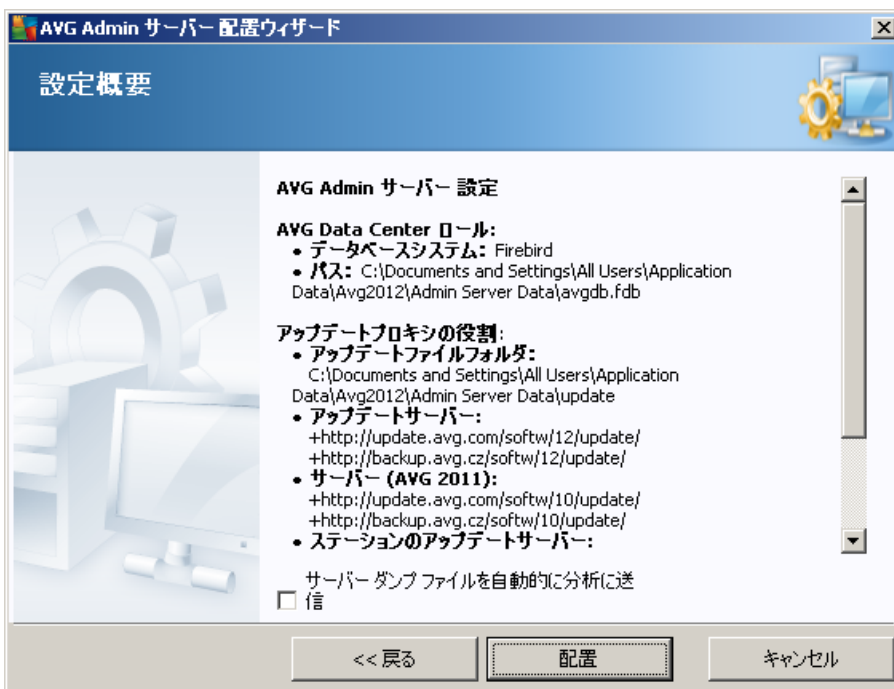 AVG Admin サーバー 配置ウィザード
設定概要
AVG Admin サーバー 設定
AVG Data Center ロール:
• データベースシステム: Firebird
• パス: C:\Documents and Settings\All Users\Application
Data\Avg2012\Admin Server Data\avgdb.fdb
アップデートプロキシの役割:
• アップデートファイルフォルダ:
C:\Documents and Settings\All Users\Application
Data\Avg2012\Admin Server Data\update
• アップデートサーバー:
+http://update.avg.com/softw/12/update/
+http://backup.avg.cz/softw/12/update/
• サーバー (AVG 2011):
+http://update.avg.com/softw/10/update/
+http://backup.avg.cz/softw/10/update/
• ステーションのアップデートサーバー:
サーバー ダンプ ファイルを自動的に分析に送
信
<< 戻る
配置
キャンセル